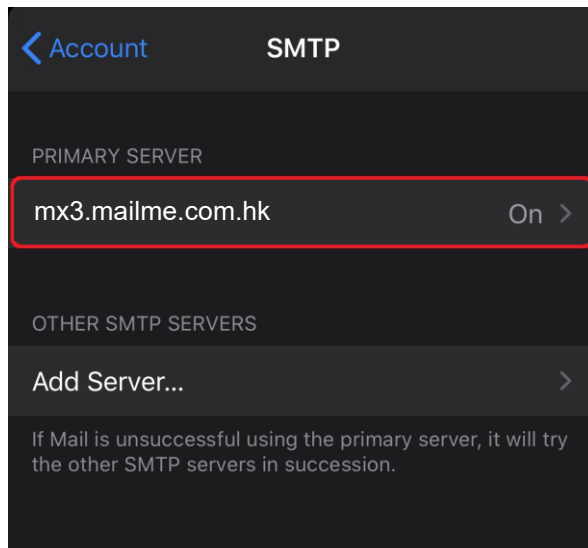 Account
SMTP
PRIMARY SERVER
mx3.mailme.com.hk
On
OTHER SMTP SERVERS
Add Server...
If Mail is unsuccessful using the primary server, it will try
the other SMTP servers in succession.